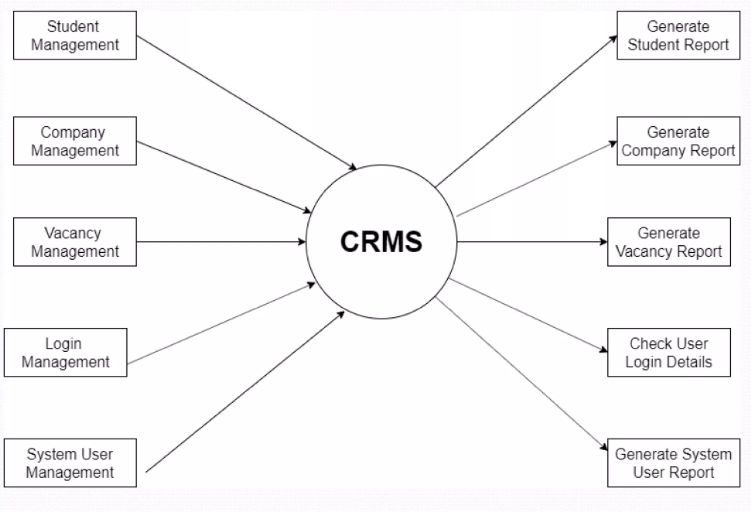 Student
Management
Company
Management
Vacancy
Management
Login
Management
System User
Management
CRMS
Generate
Student Report
Generate
Company Report
Generate
Vacancy Report
Check User
Login Details
Generate System
User Report